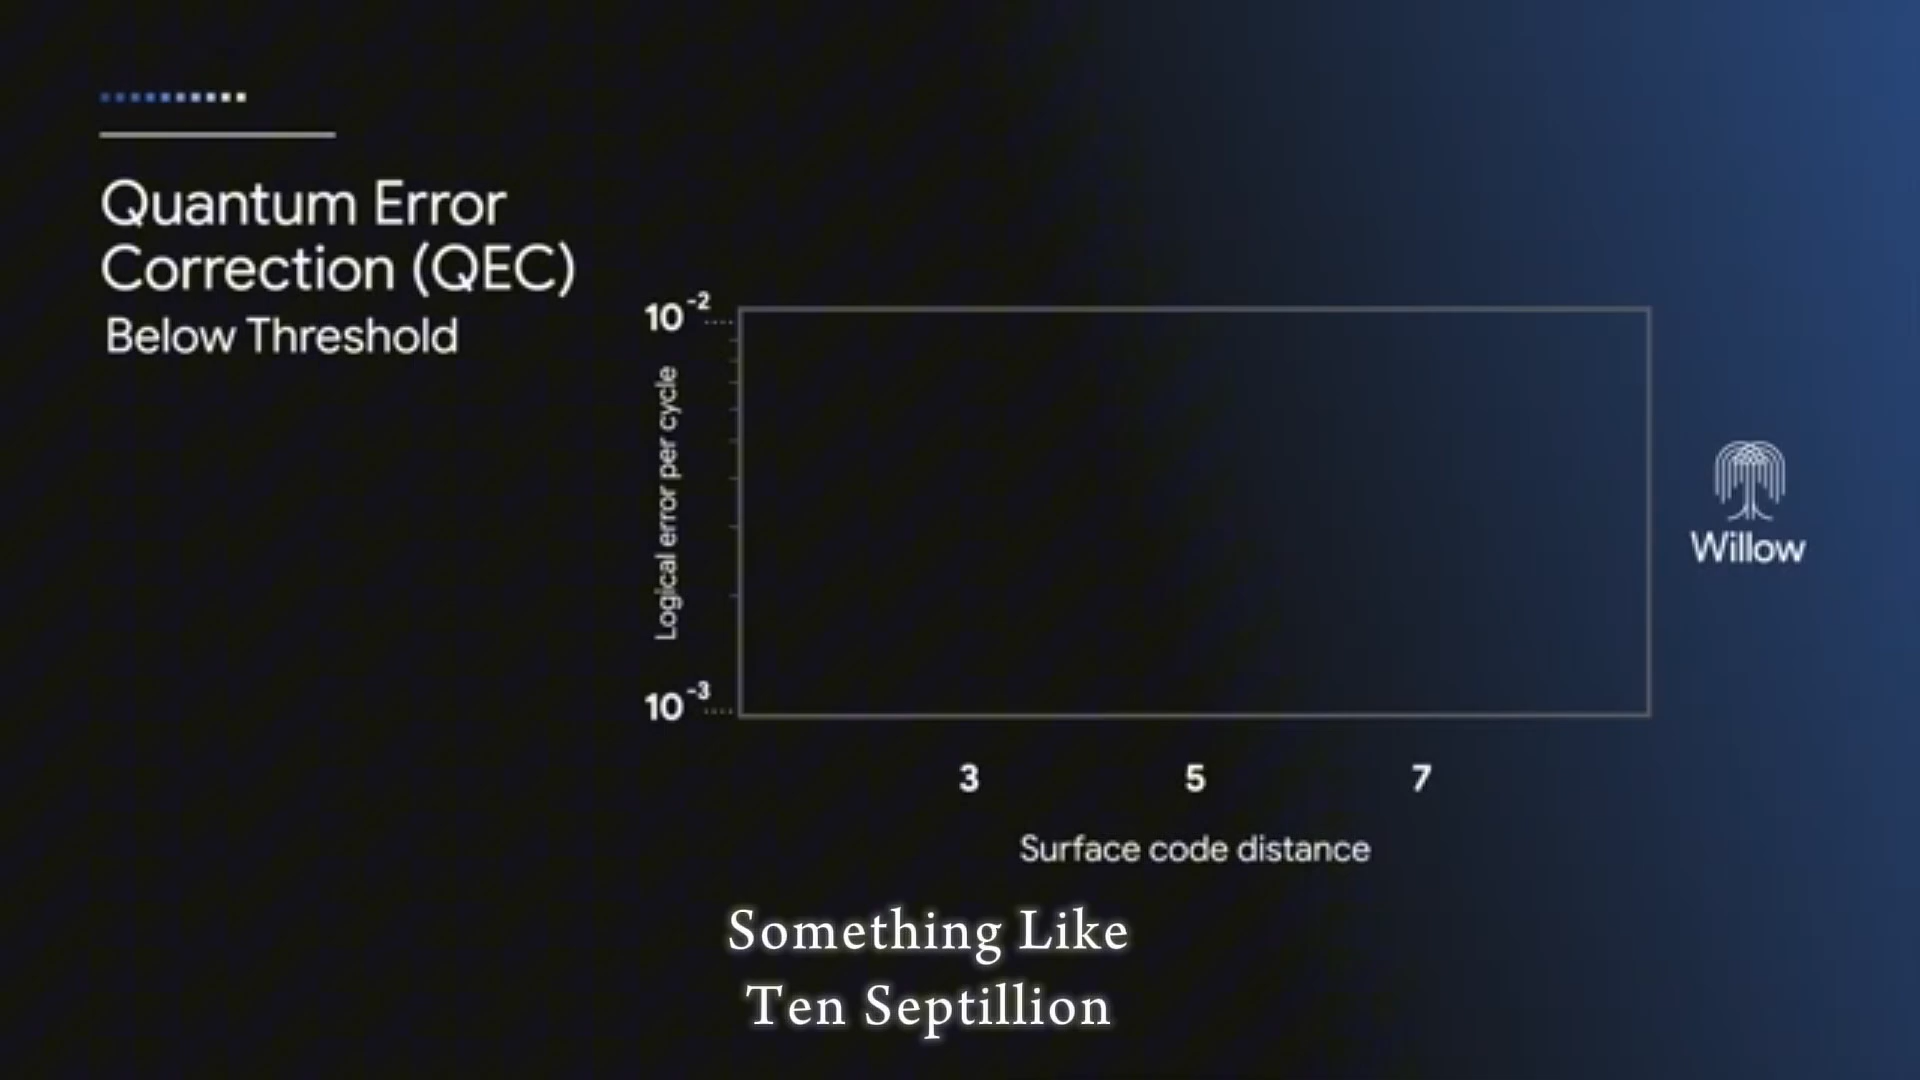 Quantum Error
Correction (QEC)
Below Threshold
10⁻²
Logical error per cycle
10⁻³
3 5 7
Surface code distance
Willow
Something Like
Ten Septillion